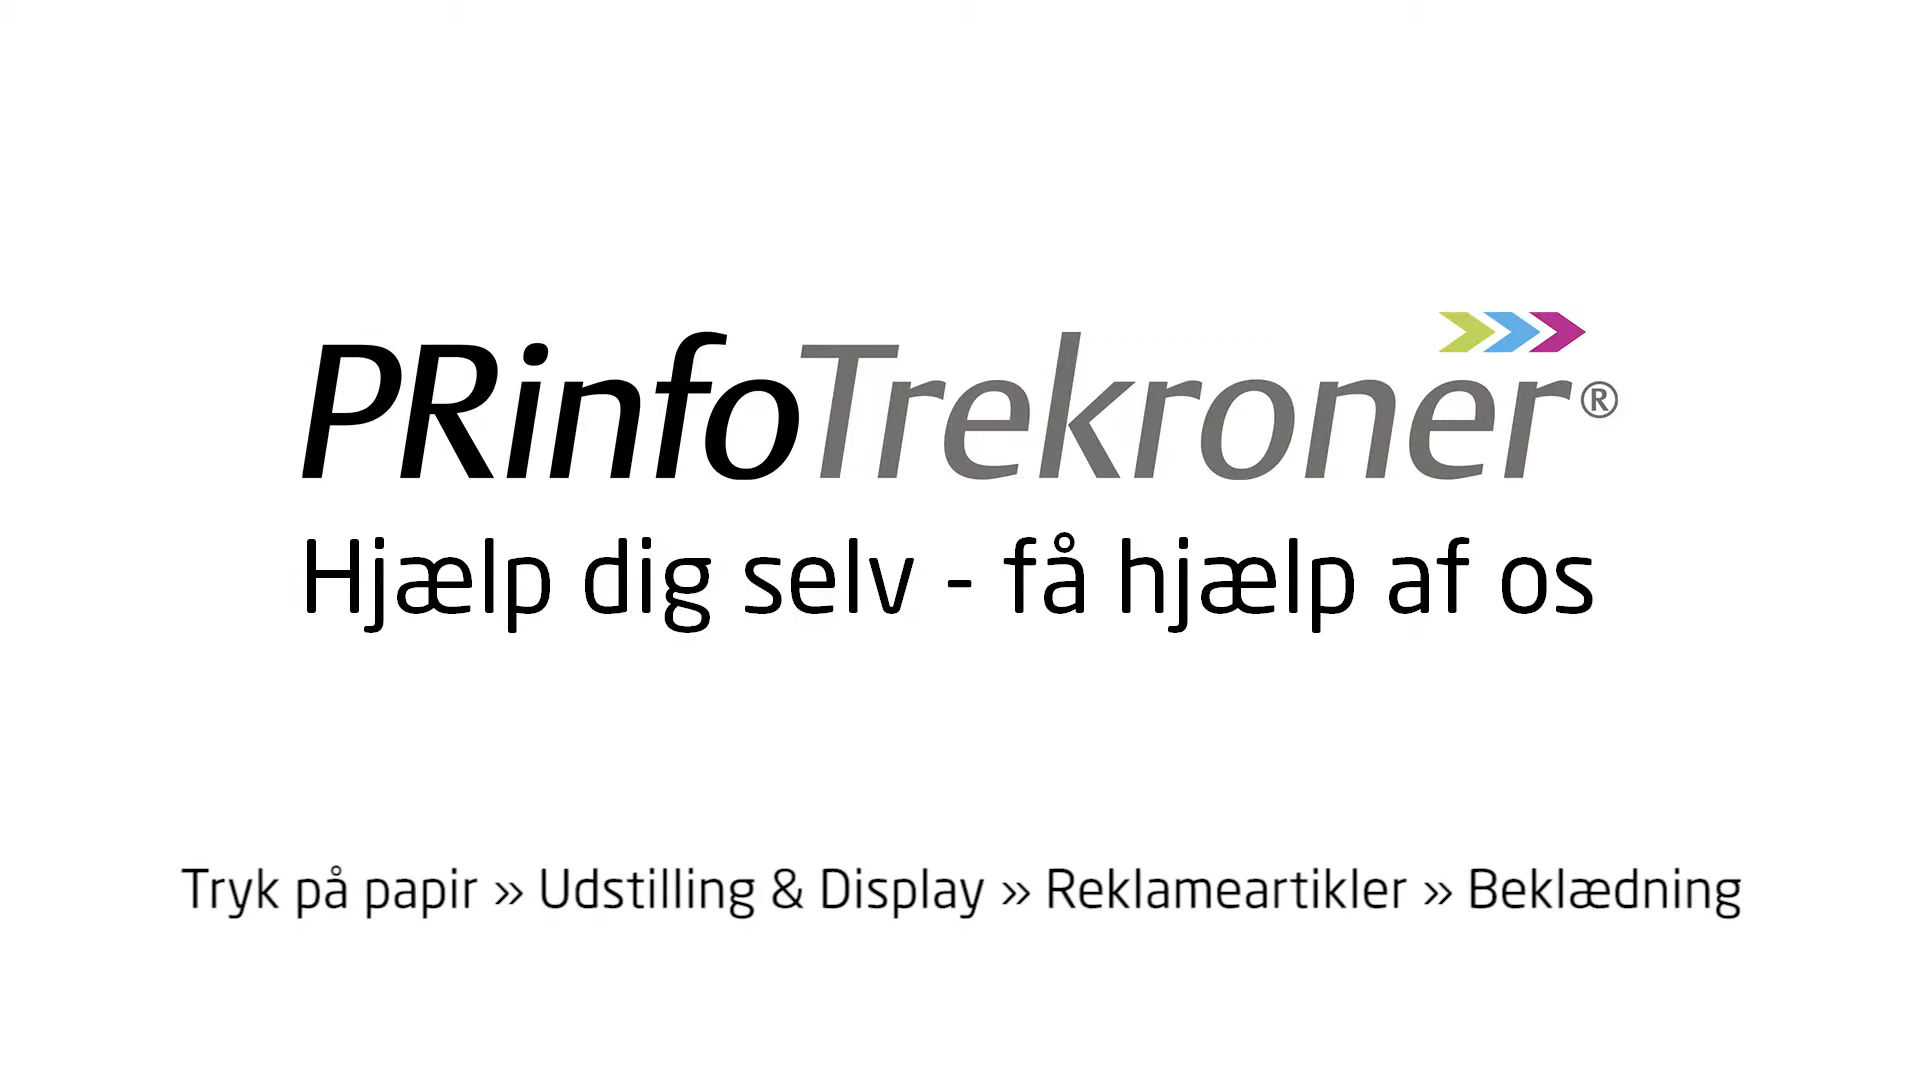 PRinfoTrekroner®
Hjælp dig selv - få hjælp af os
Tryk på papir » Udstilling & Display » Reklameartikler » Beklædning